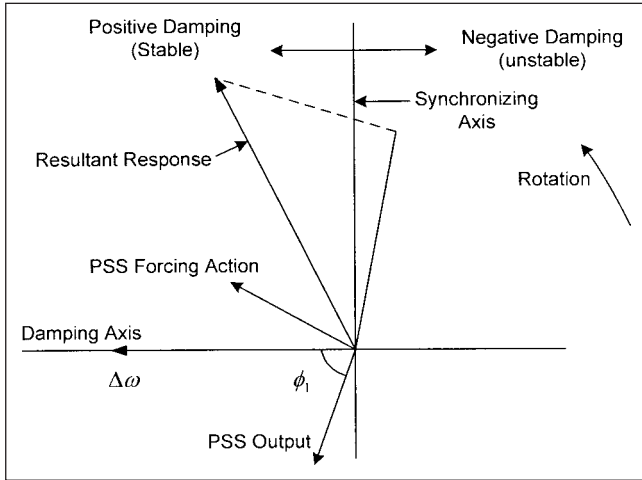 Positive Damping
(Stable)
Negative Damping
(unstable)
Synchronizing
Axis
Resultant Response
Rotation
PSS Forcing Action
Damping Axis
Δω
ϕ₁
PSS Output